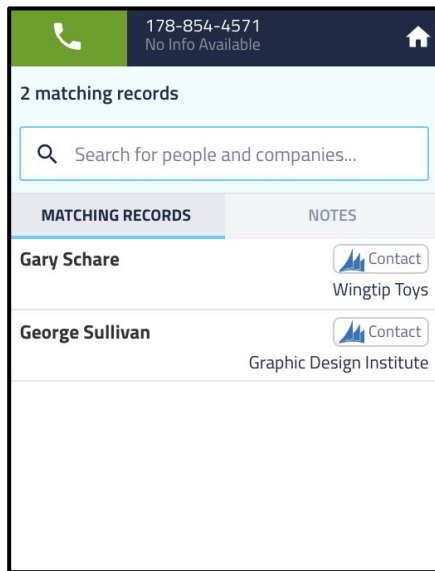 178-854-4571
No Info Available
2 matching records
Search for people and companies...
MATCHING RECORDS
NOTES
Gary Schare
Contact
Wingtip Toys
George Sullivan
Contact
Graphic Design Institute